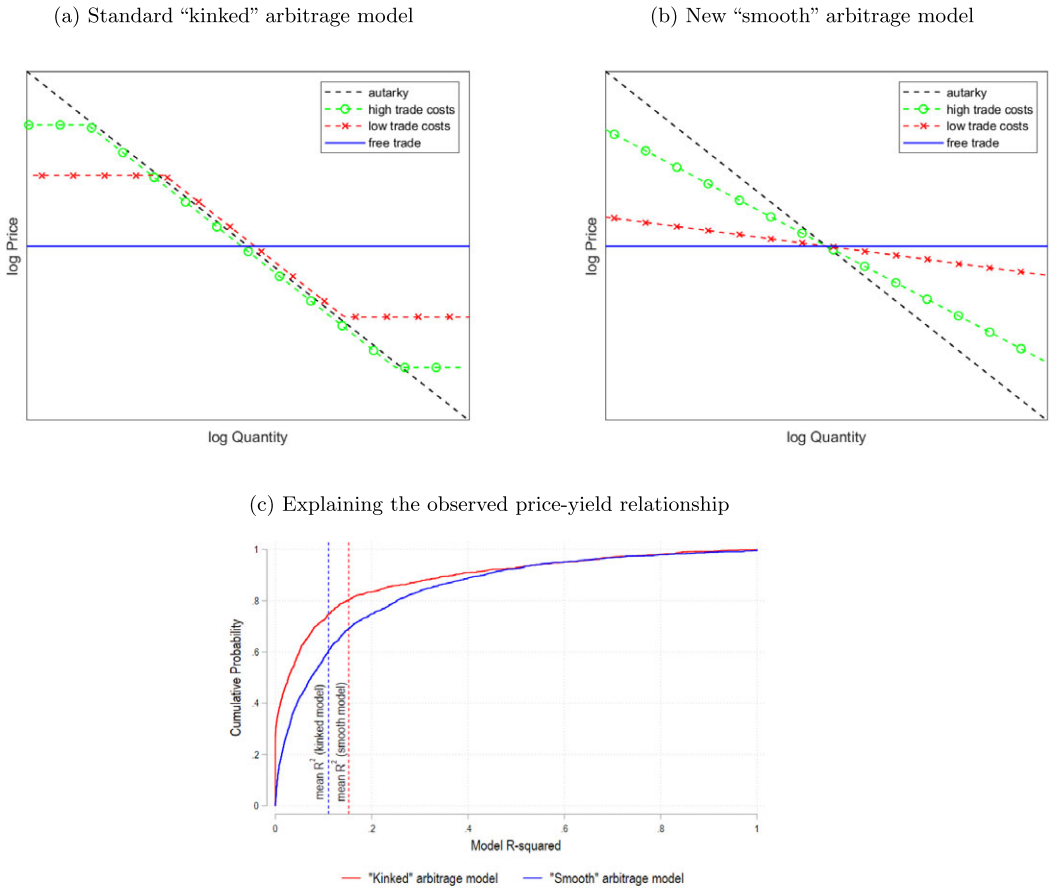 (a) Standard “kinked” arbitrage model
(b) New “smooth” arbitrage model
log Price
autarky
high trade costs
low trade costs
free trade
log Quantity
log Price
autarky
high trade costs
low trade costs
free trade
log Quantity
(c) Explaining the observed price-yield relationship
Cumulative Probability
1
.8
.6
.4
.2
0
mean R² (kinked model)
mean R² (smooth model)
0 .2 .4 .6 .8 1
Model R-squared
"Kinked" arbitrage model "Smooth" arbitrage model